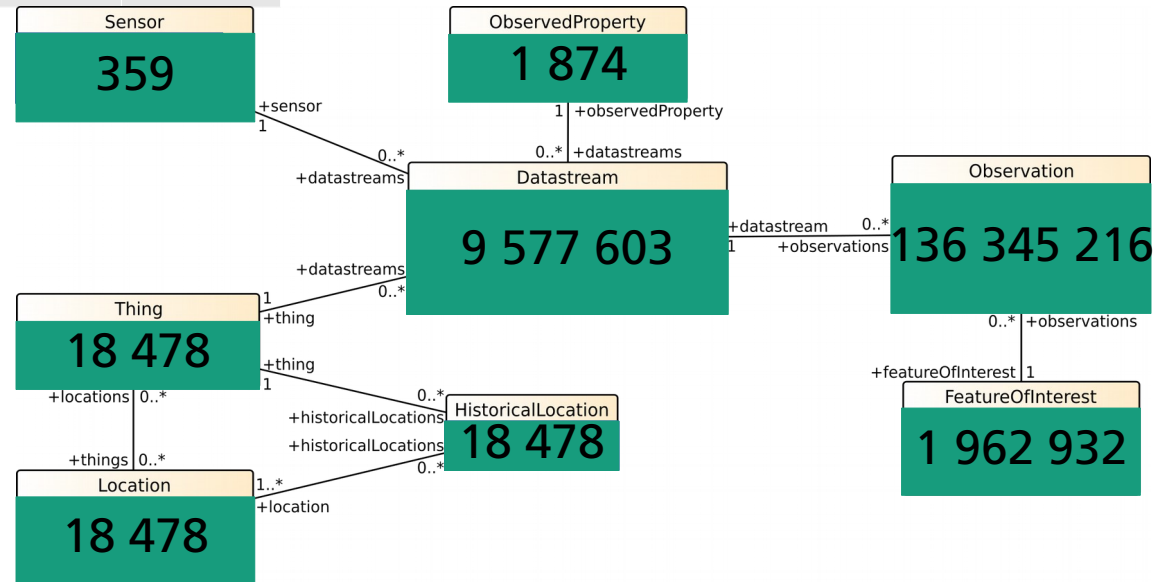 Sensor
359
ObservedProperty
1 874
+sensor
1
1 +observedProperty
0..*
+datastreams
0..* +datastreams
Datastream
9 577 603
Observation
136 345 216
+datastream 0..*
1 +observations
+datastreams
0..*
1
+thing
Thing
18 478
+thing
1
0..*
+historicalLocations
HistoricalLocation
18 478
+historicalLocations
0..*
+locations 0..*
+things 0..*
Location
18 478
1..*
+location
0..* +observations
+featureOfInterest 1
FeatureOfInterest
1 962 932